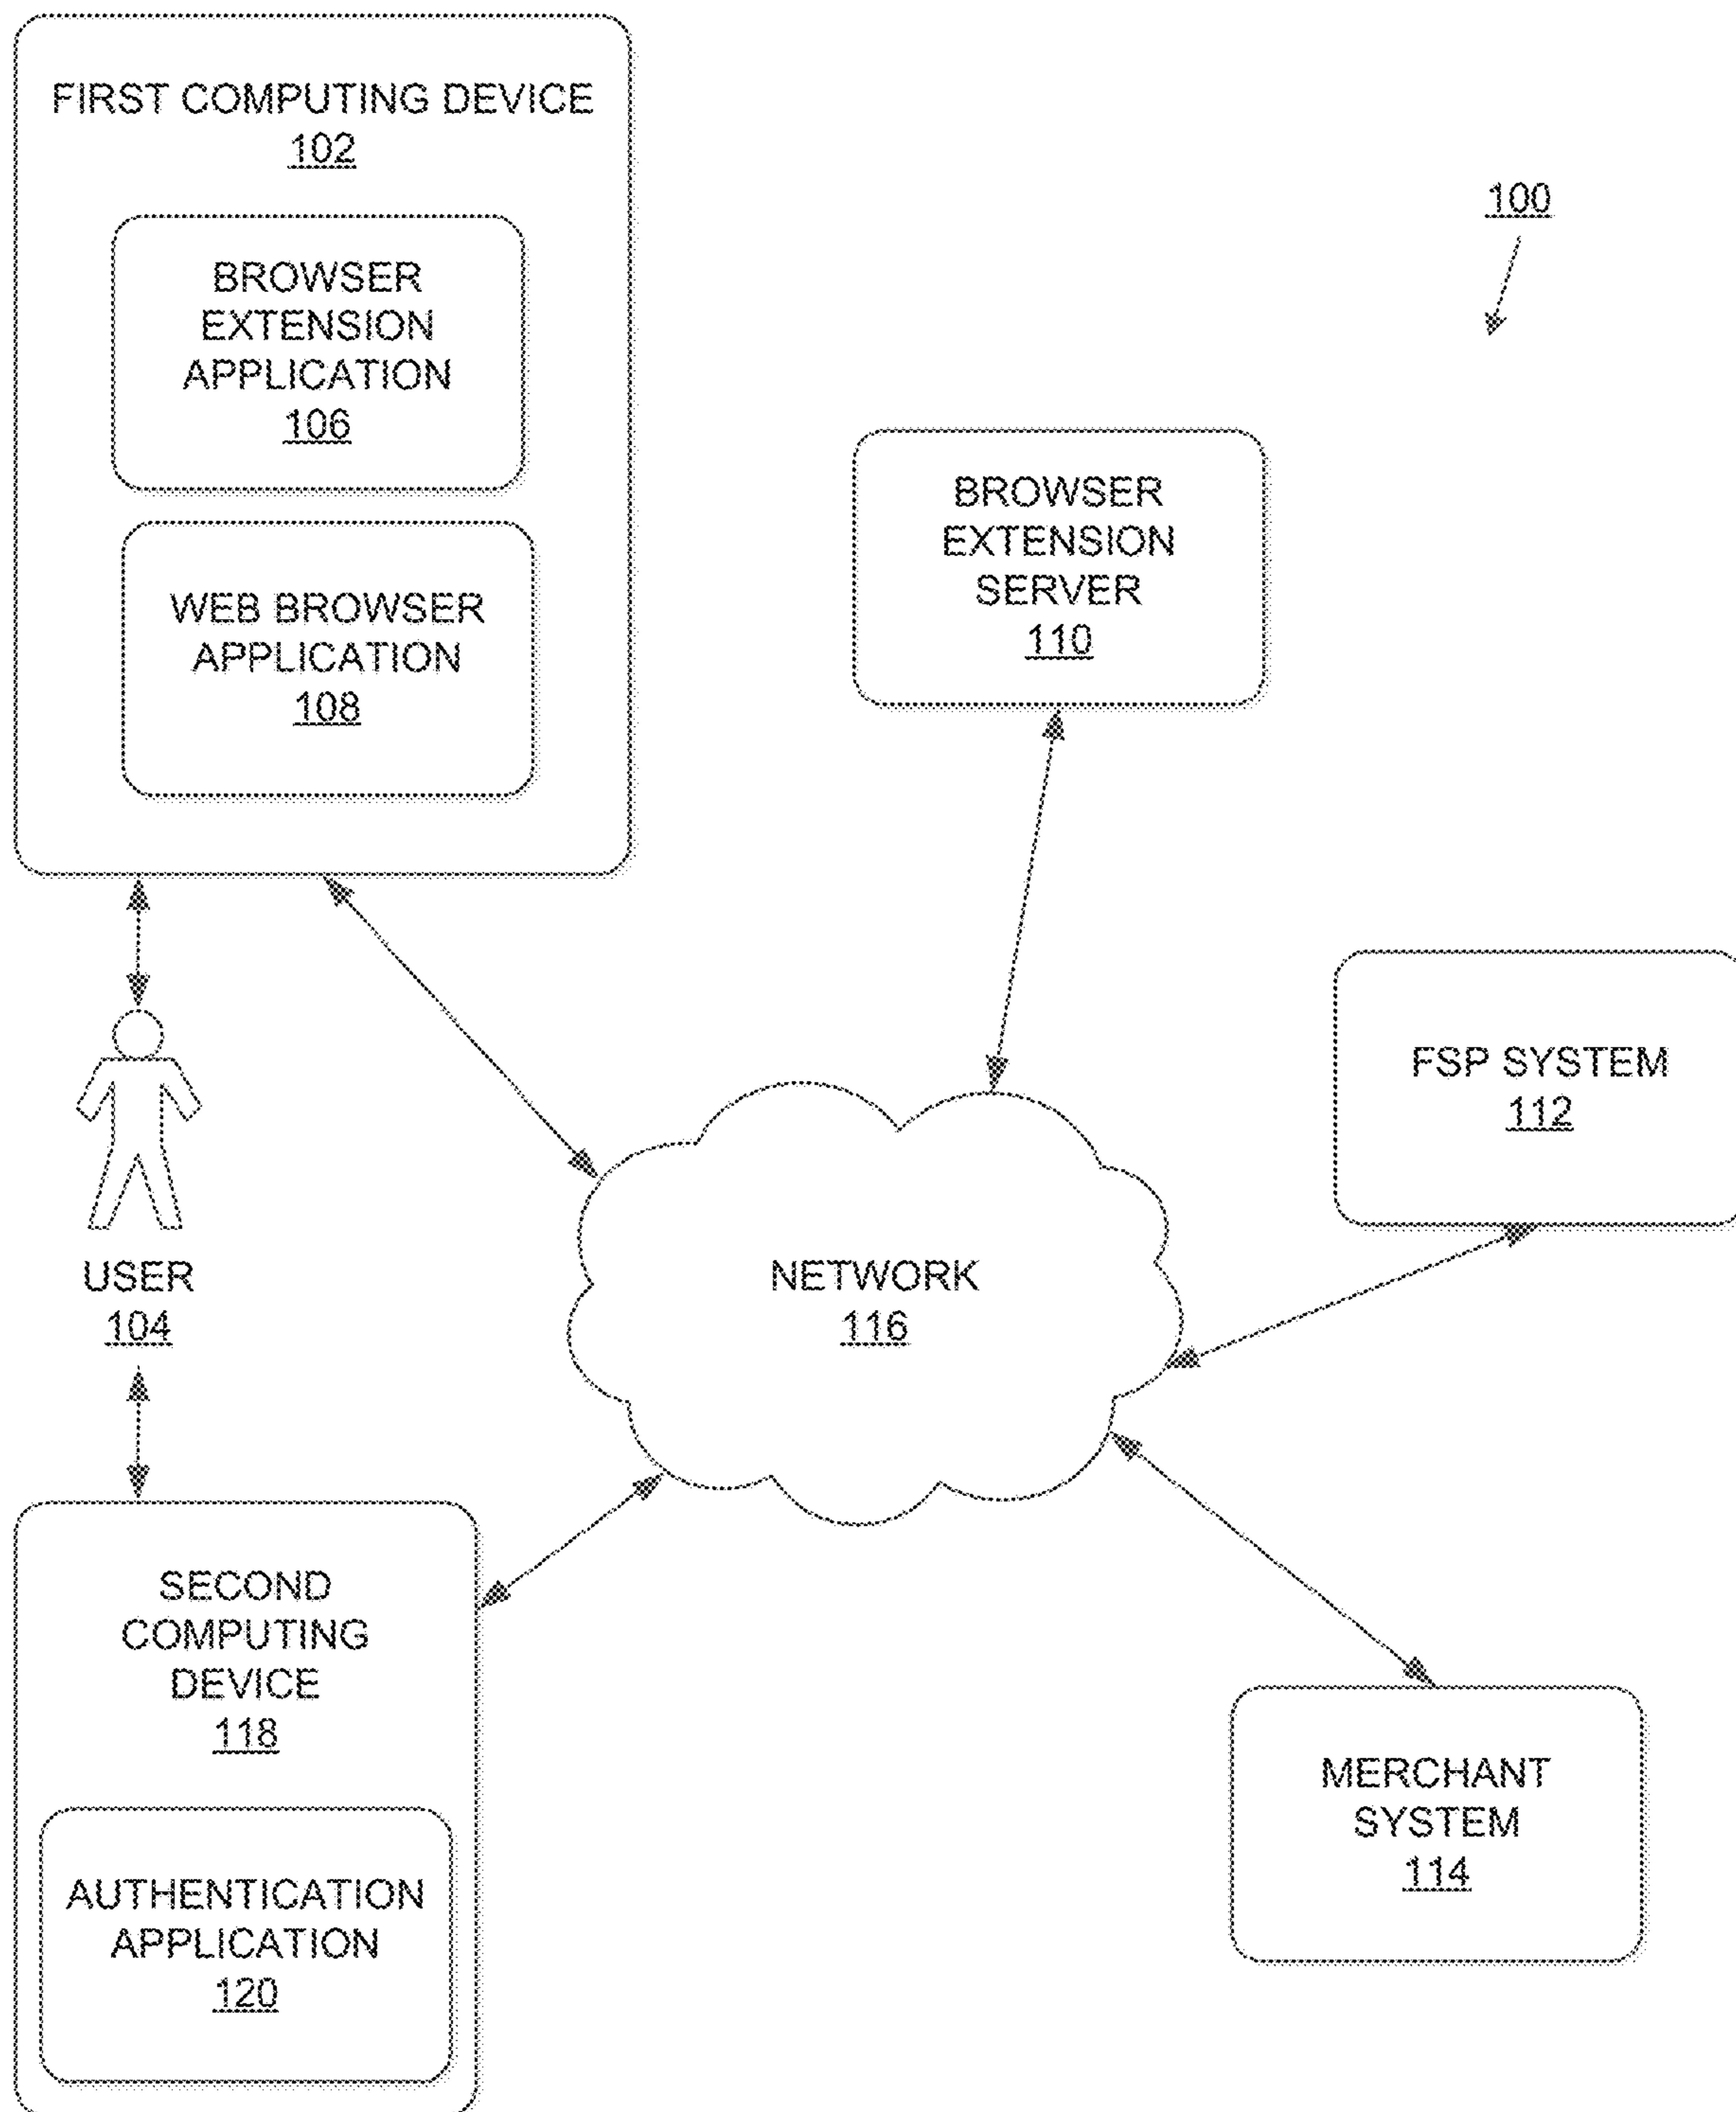 FIRST COMPUTING DEVICE
102
BROWSER
EXTENSION
APPLICATION
106
WEB BROWSER
APPLICATION
108
100
BROWSER
EXTENSION
SERVER
110
FSP SYSTEM
112
USER
104
NETWORK
116
SECOND
COMPUTING
DEVICE
118
AUTHENTICATION
APPLICATION
120
MERCHANT
SYSTEM
114